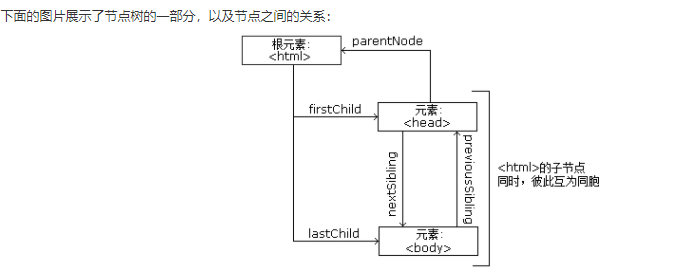 下面的图片展示了节点树的一部分，以及节点之间的关系：
根元素：
<html>
parentNode
firstChild
元素：
<head>
nextSibling
previousSibling
<html>的子节点
同时，彼此互为同胞
lastChild
元素：
<body>